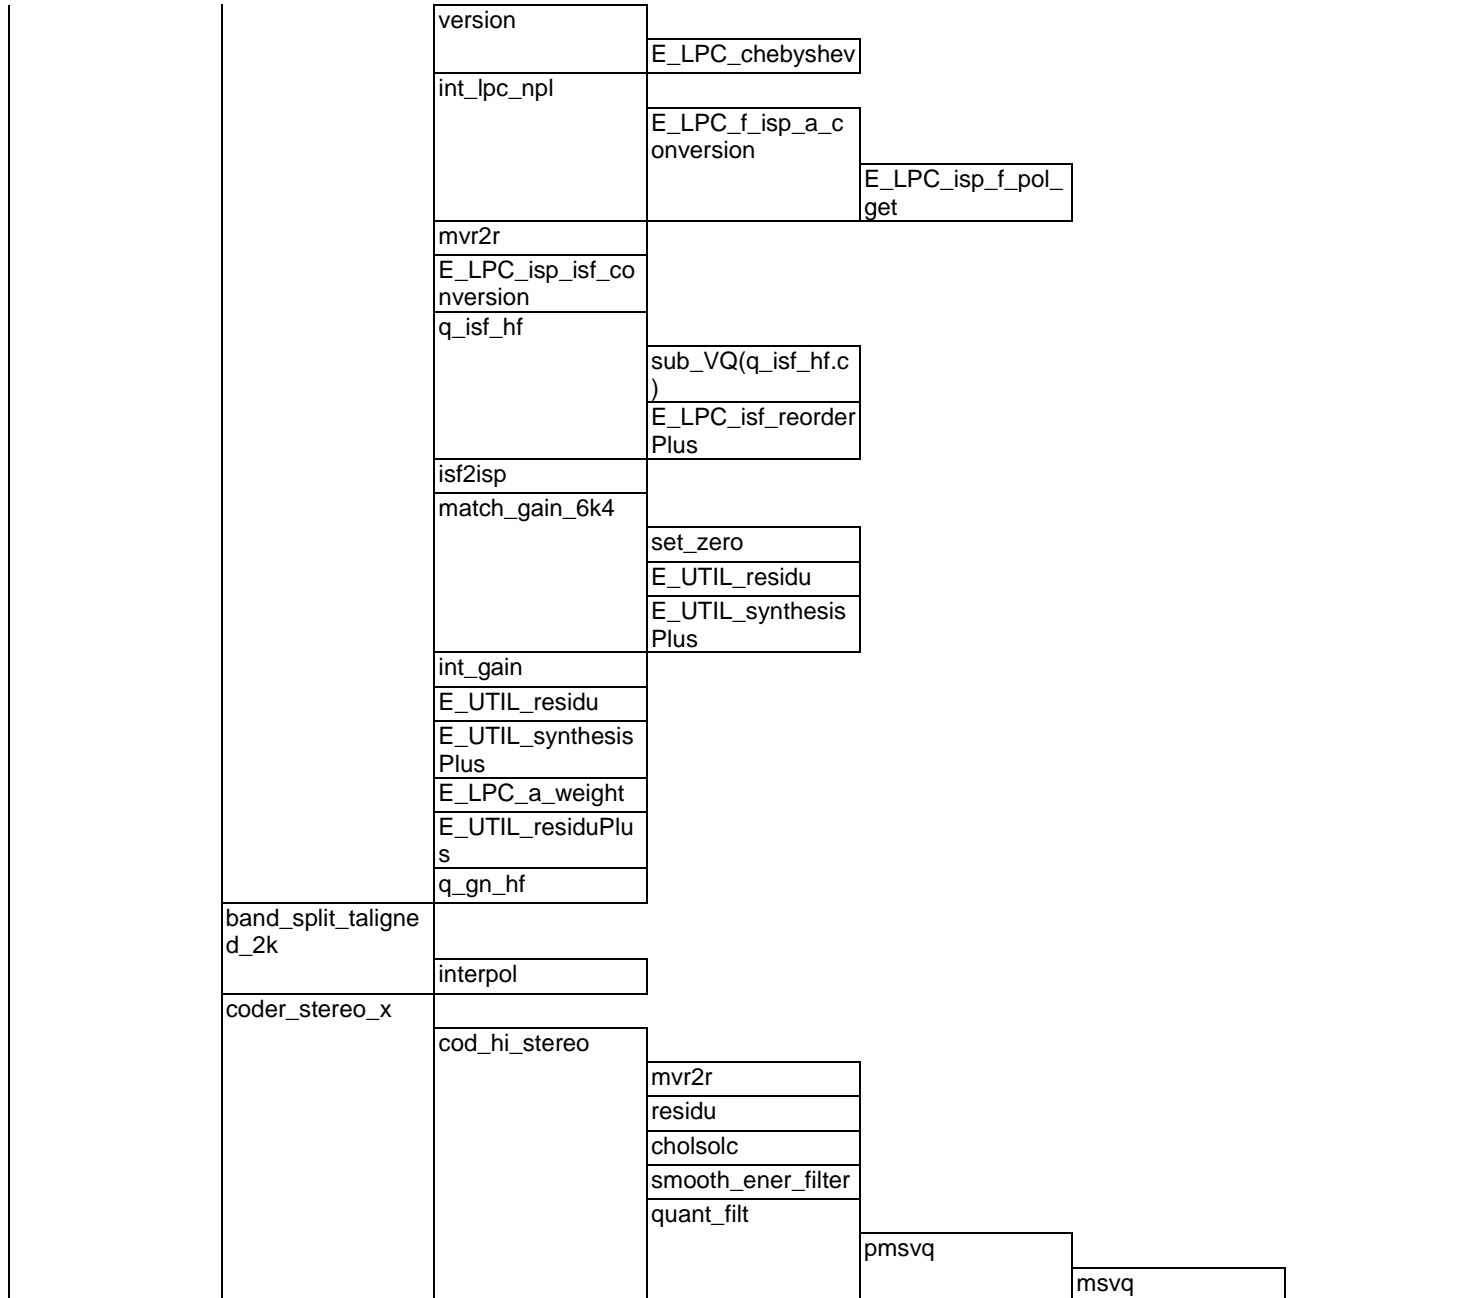 version
E_LPC_chebyshev
int_lpc_npl
E_LPC_f_isp_a_c
onversion
E_LPC_isp_f_pol_
get
mvr2r
E_LPC_isp_isf_co
nversion
q_isf_hf
sub_VQ(q_isf_hf.c
)
E_LPC_isf_reorder
Plus
isf2isp
match_gain_6k4
set_zero
E_UTIL_residu
E_UTIL_synthesis
Plus
int_gain
E_UTIL_residu
E_UTIL_synthesis
Plus
E_LPC_a_weight
E_UTIL_residuPlu
s
q_gn_hf
band_split_taligne
d_2k
interpol
coder_stereo_x
cod_hi_stereo
mvr2r
residu
cholsolc
smooth_ener_filter
quant_filt
pmsvq
msvq